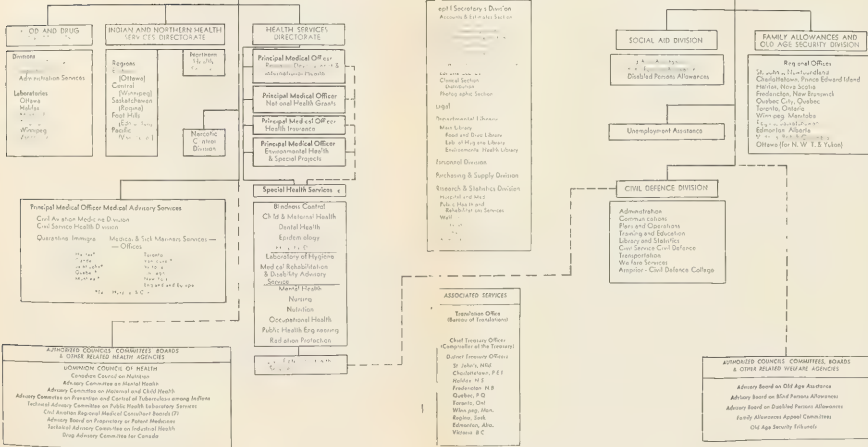 OD AND DRUG
DIRECTORATE
Divisions
Administration Services
Laboratories
Ottawa
Halifax
Winnipeg
INDIAN AND NORTHERN HEALTH
SERVICES DIRECTORATE
Regions
(Ottawa)
Central
(Winnipeg)
Saskatchewan
(Regina)
Foot Hills
Pacific
Northern
Health
Narcotic
Control
Division
HEALTH SERVICES
DIRECTORATE
Principal Medical Officer
International Health
Principal Medical Officer
National Health Grants
Principal Medical Officer
Health Insurance
Principal Medical Officer
Environmental Health
& Special Projects
Special Health Services
Blindness Control
Child & Maternal Health
Dental Health
Epidemiology
Laboratory of Hygiene
Medical Rehabilitation
& Disability Advisory
Service
Mental Health
Nursing
Nutrition
Occupational Health
Public Health Engineering
Radiation Protection
Principal Medical Officer Medical Advisory Services
Civil Aviation Medicine Division
Civil Service Health Division
Quarantine Immigra Medical & Sick Mariners Services —
— Offices
Toronto
England and Europe
AUTHORIZED COUNCILS COMMITTEES BOARDS
& OTHER RELATED HEALTH AGENCIES
DOMINION COUNCIL OF HEALTH
Canadian Council on Nutrition
Advisory Committee on Mental Health
Advisory Committee on Maternal and Child Health
Advisory Committee on Prevention and Control of Tuberculosis among Indians
Technical Advisory Committee on Public Health Laboratory Services
Civil Aviation Regional Medical Consultant Boards (7)
Advisory Board on Proprietary or Patent Medicines
Technical Advisory Committee on Industrial Health
Drug Advisory Committee for Canada
eptl Secretary s Division
Accounts & Estimates Section
Clerical Section
Distribution
Photographic Section
Legal
Departmental Libraries
Main Library
Food and Drug Library
Lab of Hygiene Library
Environmental Health Library
Personnel Division
Purchasing & Supply Division
Research & Statistics Division
Hospital and Med
Public Health and
Rehabilitation Services
Welf
ASSOCIATED SERVICES
Translation Office
(Bureau of Translations)
Chief Treasury Officer
(Comptroller of the Treasury)
District Treasury Officers
St John's, Nfld
Charlottetown, P E I
Halifax N S
Fredericton N B
Quebec, P Q
Toronto, Ont
Winnipeg, Man.
Regina, Sask
Edmonton, Alta.
Victoria B C
SOCIAL AID DIVISION
Disabled Persons Allowances
Unemployment Assistance
FAMILY ALLOWANCES AND
OLD AGE SECURITY DIVISION
Regional Offices
St. John s, Newfoundland
Charlottetown, Prince Edward Island
Halifax, Nova Scotia
Fredericton, New Brunswick
Quebec City, Quebec
Toronto, Ontario
Winnipeg Manitoba
Edmonton Alberta
Ottawa (for N. W. T. & Yukon)
CIVIL DEFENCE DIVISION
Administration
Communications
Plans and Operations
Training and Education
Library and Statistics
Civil Service Civil Defence
Transportation
Welfare Services
Arnprior - Civil Defence College
AUTHORIZED COUNCILS COMMITTEES, BOARDS
& OTHER RELATED WELFARE AGENCIES
Advisory Board on Old Age Assistance
Advisory Board on Blind Persons Allowances
Advisory Board on Disabled Persons Allowances
Family Allowances Appeal Committees
Old Age Security Tribunals